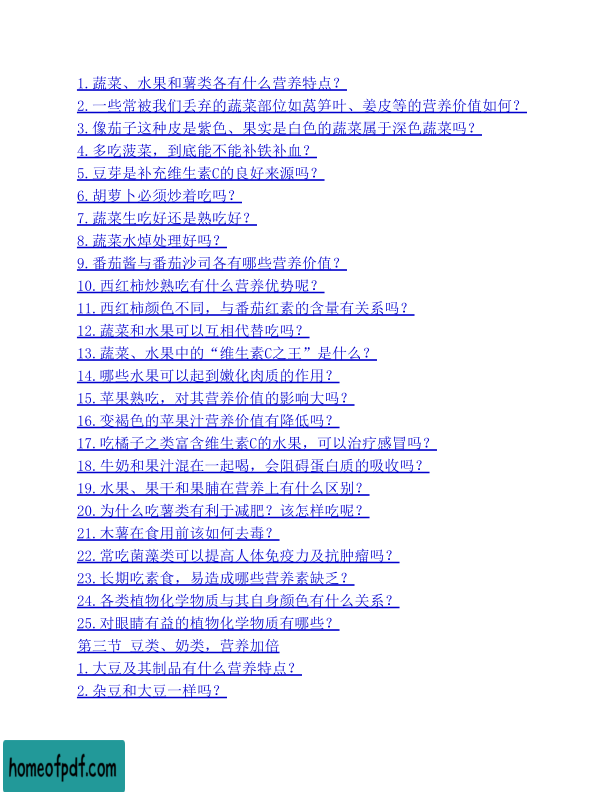 1.蔬菜、水果和薯类各有什么营养特点？
2.一些常被我们丢弃的蔬菜部位如莴笋叶、姜皮等的营养价值如何？
3.像茄子这种皮是紫色、果实是白色的蔬菜属于深色蔬菜吗？
4.多吃菠菜，到底能不能补铁补血？
5.豆芽是补充维生素C的良好来源吗？
6.胡萝卜必须炒着吃吗？
7.蔬菜生吃好还是熟吃好？
8.蔬菜水焯处理好吗？
9.番茄酱与番茄沙司各有哪些营养价值？
10.西红柿炒熟吃有什么营养优势呢？
11.西红柿颜色不同，与番茄红素的含量有关系吗？
12.蔬菜和水果可以互相代替吃吗？
13.蔬菜、水果中的“维生素C之王”是什么？
14.哪些水果可以起到嫩化肉质的作用？
15.苹果熟吃，对其营养价值的影响大吗？
16.变褐色的苹果汁营养价值有降低吗？
17.吃橘子之类富含维生素C的水果，可以治疗感冒吗？
18.牛奶和果汁混在一起喝，会阻碍蛋白质的吸收吗？
19.水果、果干和果脯在营养上有什么区别？
20.为什么吃薯类有利于减肥？该怎样吃呢？
21.木薯在食用前该如何去毒？
22.常吃菌藻类可以提高人体免疫力及抗肿瘤吗？
23.长期吃素食，易造成哪些营养素缺乏？
24.各类植物化学物质与其自身颜色有什么关系？
25.对眼睛有益的植物化学物质有哪些？
第三节 豆类、奶类，营养加倍
1.大豆及其制品有什么营养特点？
2.杂豆和大豆一样吗？
homeofpdf.com